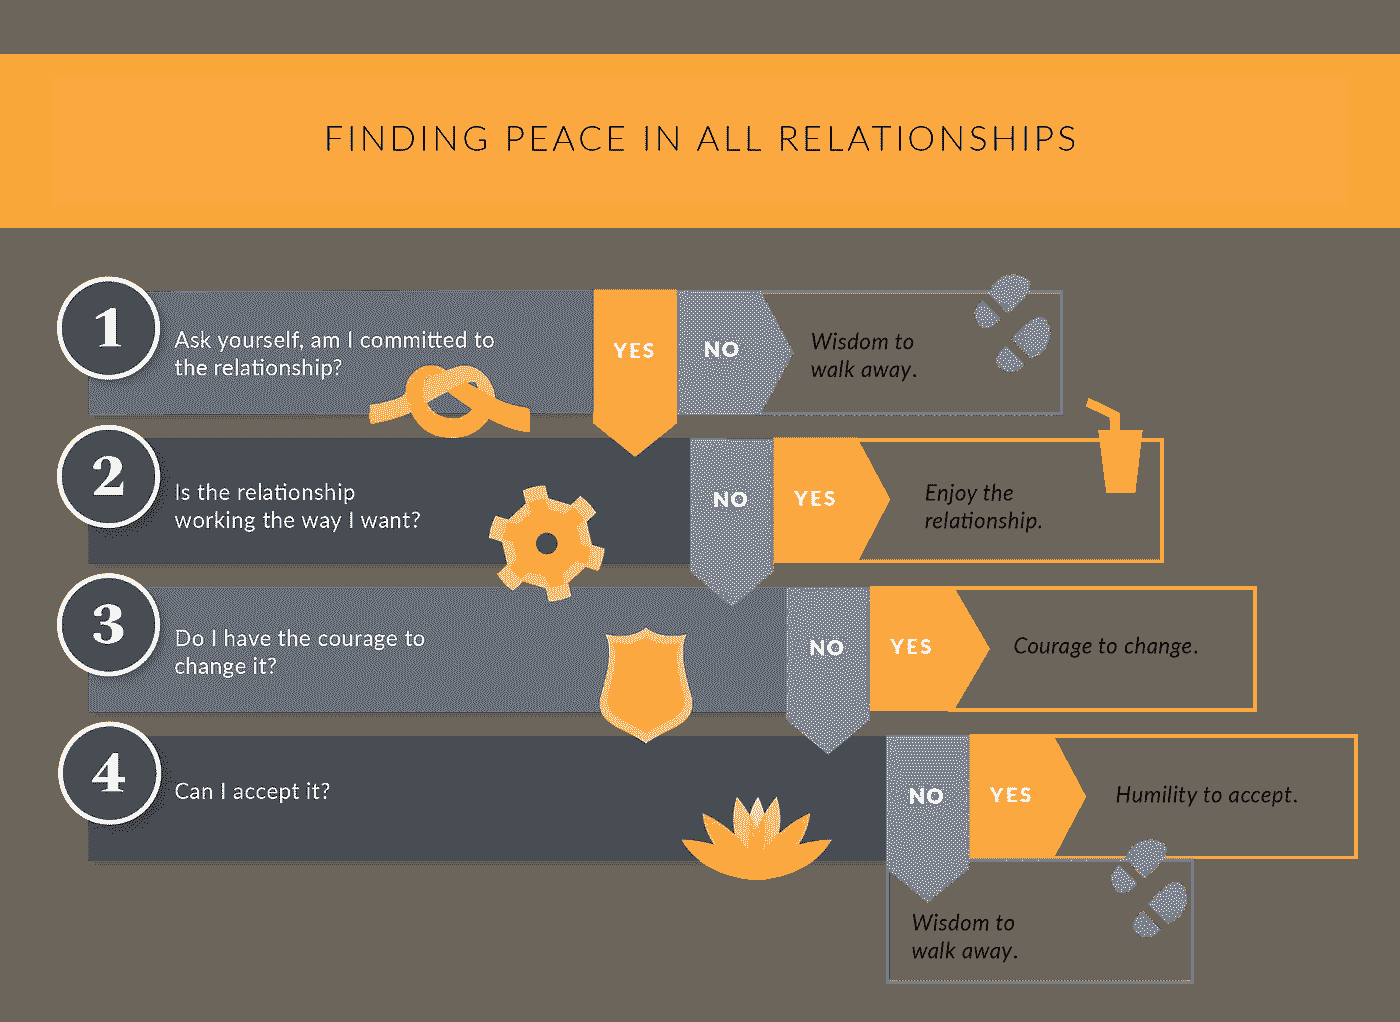 FINDING PEACE IN ALL RELATIONSHIPS
1
Ask yourself, am I committed to
the relationship?
YES
NO
Wisdom to
walk away.
2
Is the relationship
working the way I want?
NO
YES
Enjoy the
relationship.
3
Do I have the courage to
change it?
NO
YES
Courage to change.
4
Can I accept it?
NO
YES
Humility to accept.
Wisdom to
walk away.